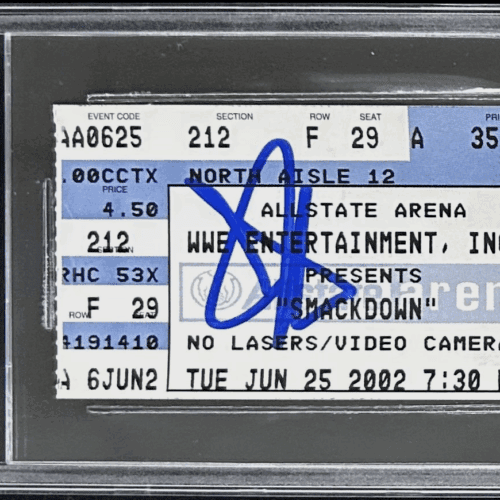 EVENT CODE SECTION ROW SEAT PRI
AA0625 212 F 29 A 35
.00CCTX NORTH AISLE 12
PRICE
4.50 ALLSTATE ARENA
212 WWE ENTERTAINMENT, INC
RHC 53X PRESENTS
ROW F 29 "SMACKDOWN"
4191410 NO LASERS/VIDEO CAMERA
A 6JUN2 TUE JUN 25 2002 7:30